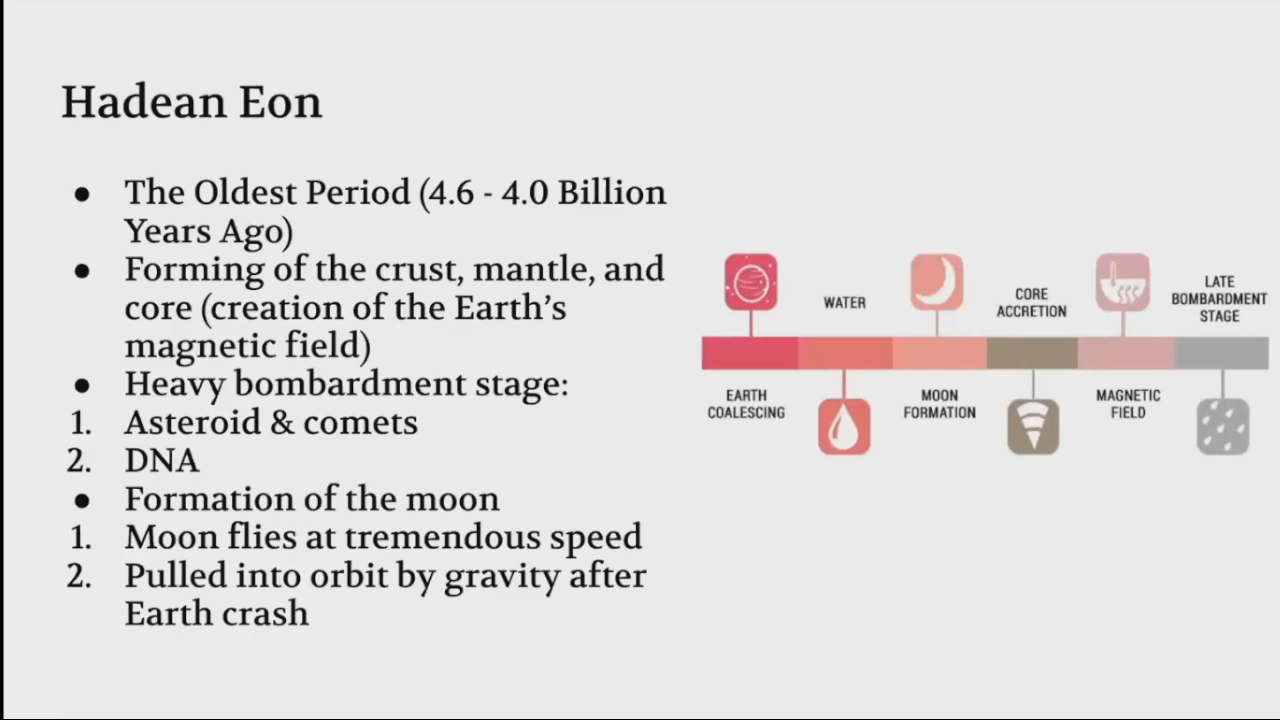 Hadean Eon
● The Oldest Period (4.6 - 4.0 Billion
Years Ago)
● Forming of the crust, mantle, and
core (creation of the Earth's
magnetic field)
● Heavy bombardment stage:
1. Asteroid & comets
2. DNA
● Formation of the moon
1. Moon flies at tremendous speed
2. Pulled into orbit by gravity after
Earth crash
EARTH
COALESCING
WATER
MOON
FORMATION
CORE
ACCRETION
MAGNETIC
FIELD
LATE
BOMBARDMENT
STAGE